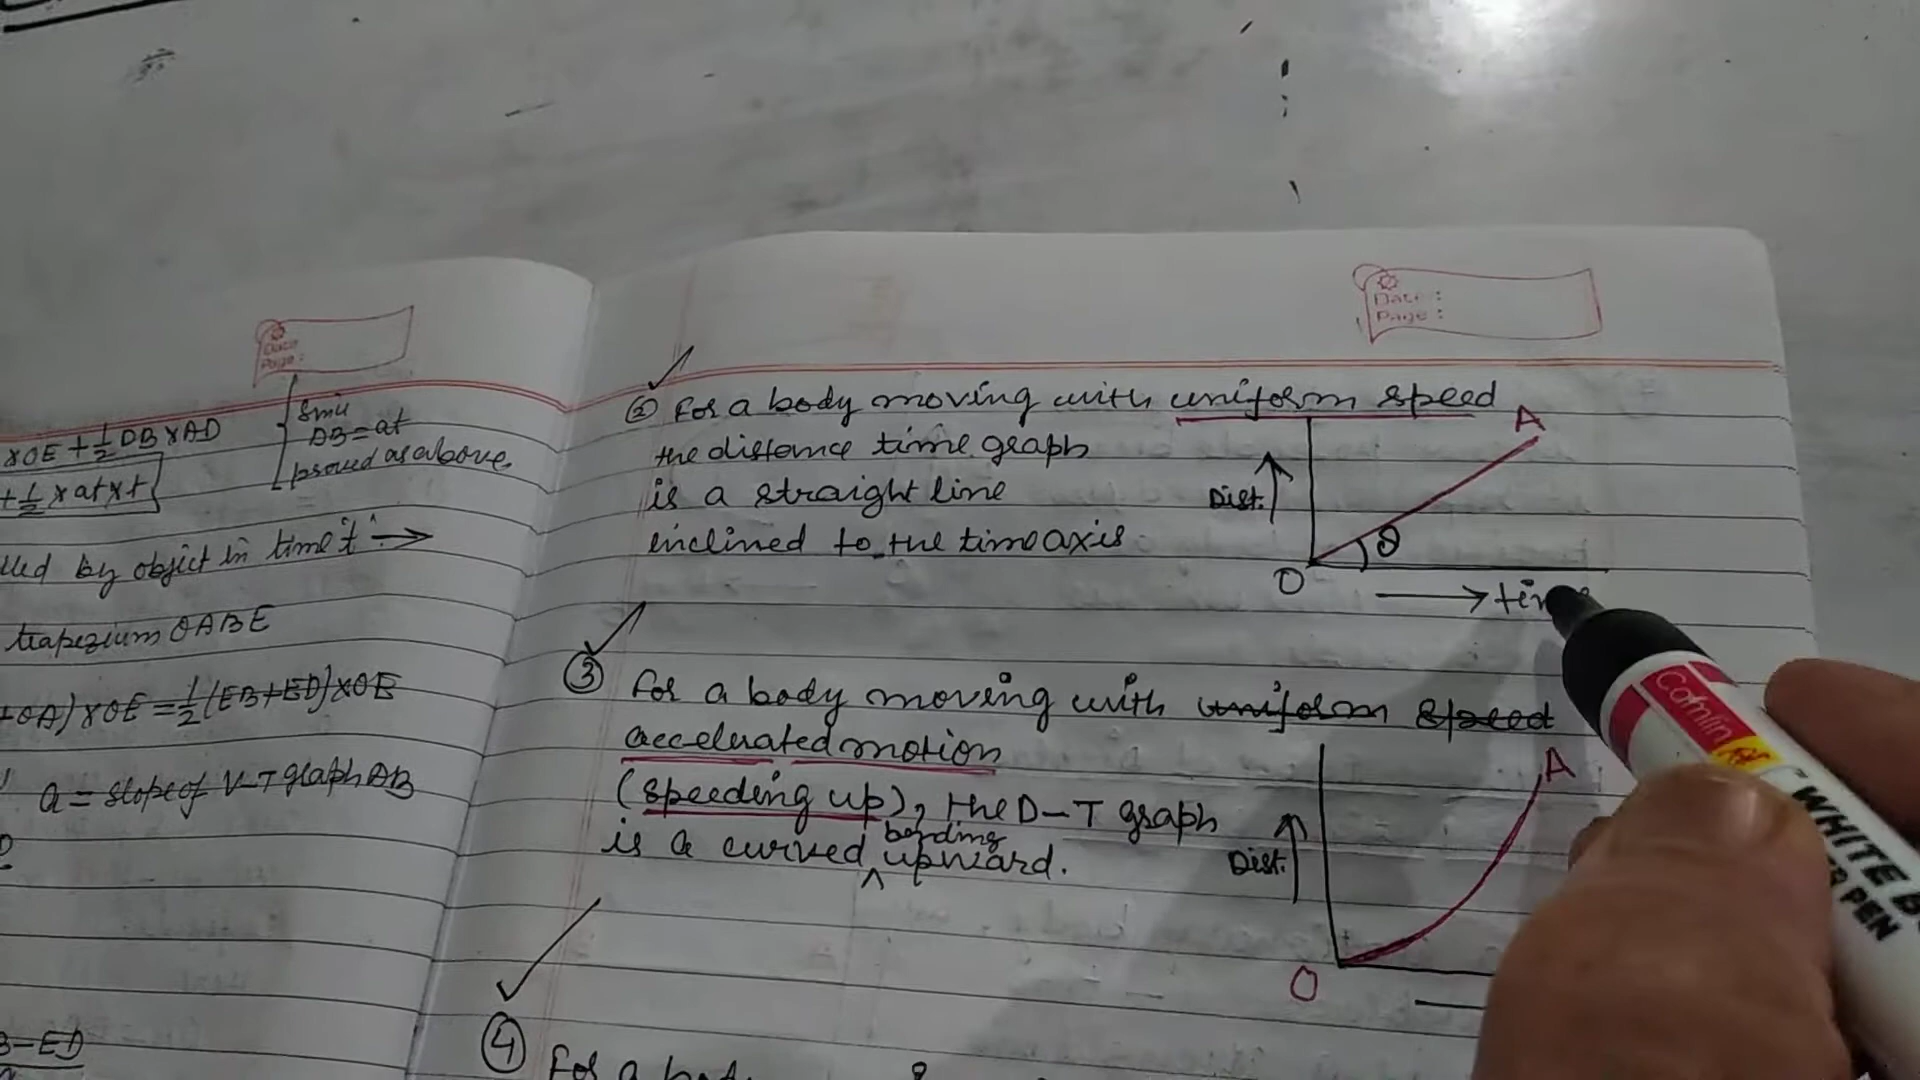 Date
Page :
xOE + 1/2 DB x AD
+ 1/2 x at x t
DB = at
proved as above.
lled by object in time t →
trapezium OABE
+OA) x OE = 1/2 (EB+ED) x OE
a = slope of V-T graph AB
B-ED
Date :
Page :
② For a body moving with uniform speed
the distance time graph
is a straight line
inclined to the time axis
A
Dist.
θ
O
③ For a body moving with uniform speed
accelerated motion
(speeding up), the D-T graph
is a curved bending upward.
A
Dist.
O
④ For a
Camlin
"WHITE B
PEN